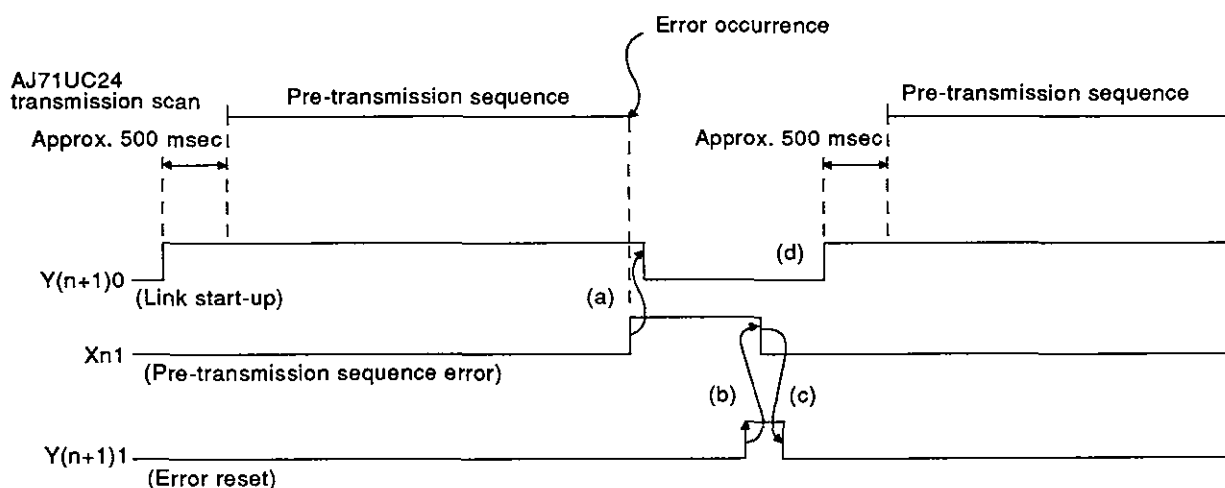 Error occurrence
AJ71UC24
transmission scan
Pre-transmission sequence
Pre-transmission sequence
Approx. 500 msec
Approx. 500 msec
(d)
Y(n+1)0
(Link start-up)
(a)
Xn1
(Pre-transmission sequence error)
(b)
(c)
Y(n+1)1
(Error reset)